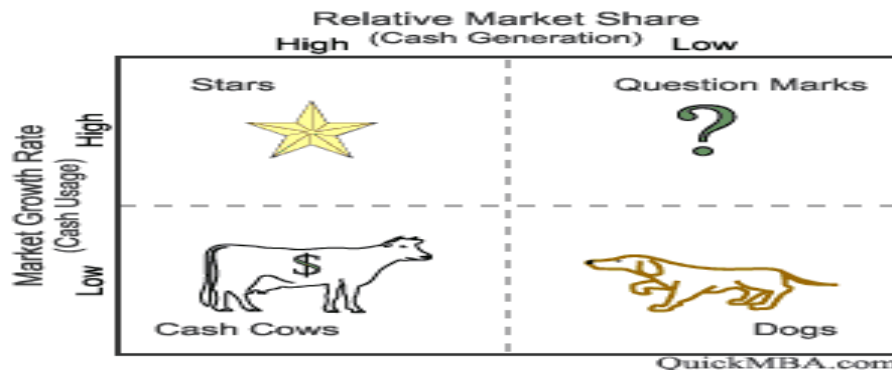 Relative Market Share
High (Cash Generation) Low
Stars Question Marks
?
Market Growth Rate
(Cash Usage)
High
Low
$
Cash Cows Dogs
QuickMBA.com